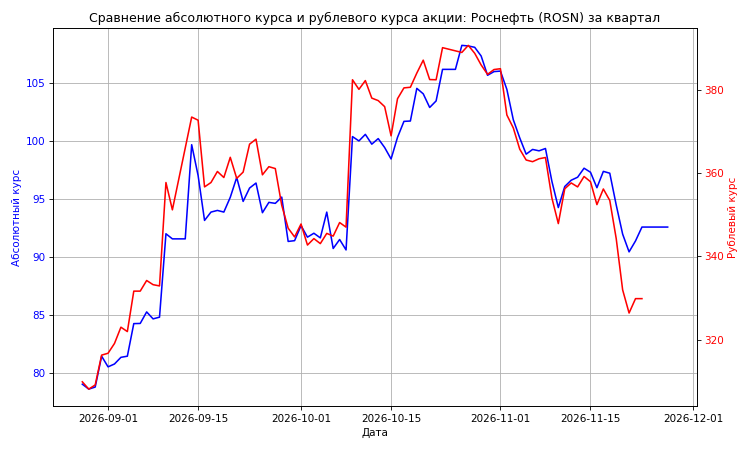 Сравнение абсолютного курса и рублевого курса акции: Роснефть (ROSN) за квартал
105
100
95
90
85
80
Абсолютный курс
380
360
340
320
Рублевый курс
2026-09-01 2026-09-15 2026-10-01 2026-10-15 2026-11-01 2026-11-15 2026-12-01
Дата